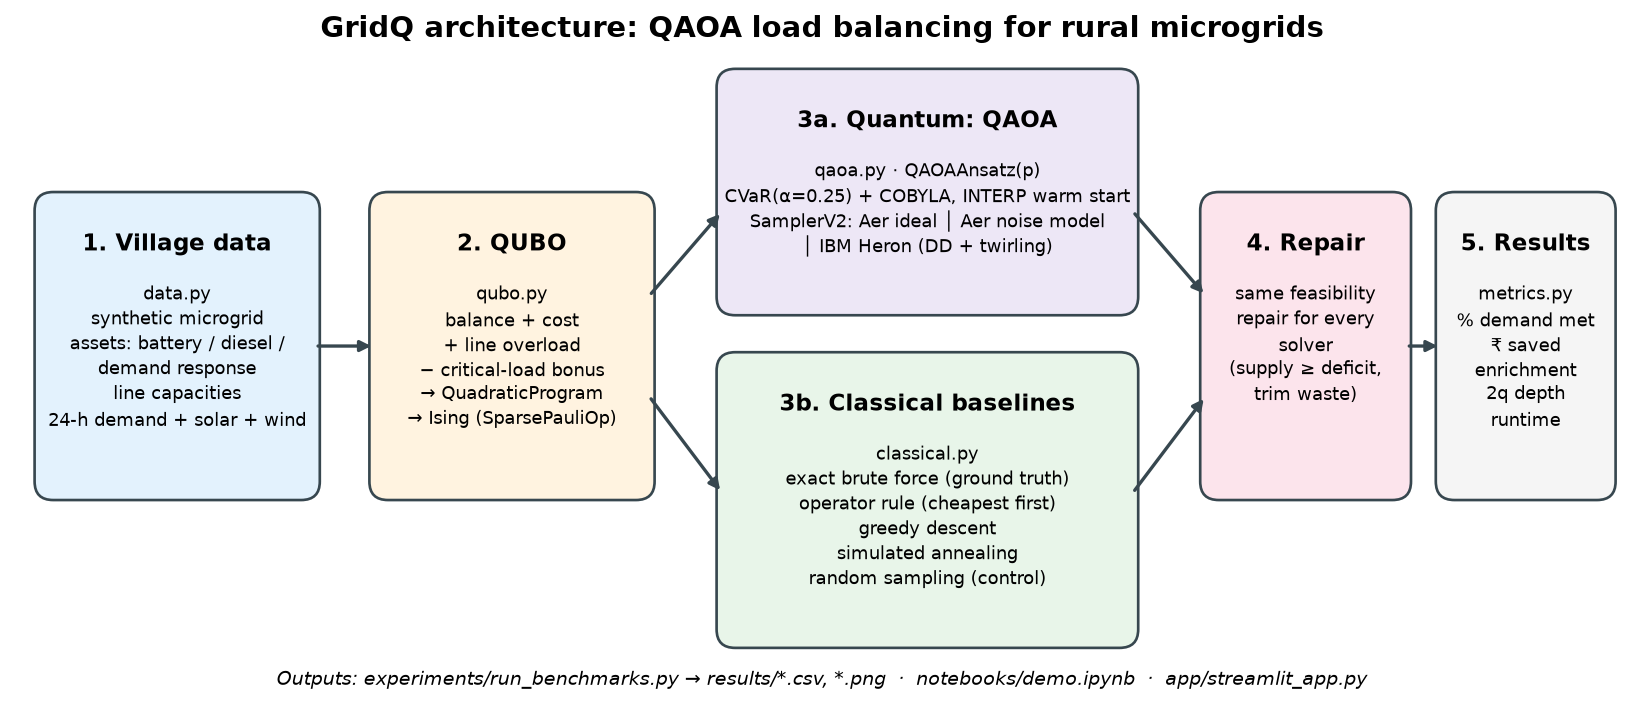 GridQ architecture: QAOA load balancing for rural microgrids
1. Village data
data.py
synthetic microgrid
assets: battery / diesel /
demand response
line capacities
24-h demand + solar + wind
2. QUBO
qubo.py
balance + cost
+ line overload
− critical-load bonus
→ QuadraticProgram
→ Ising (SparsePauliOp)
3a. Quantum: QAOA
qaoa.py · QAOAAnsatz(p)
CVaR(α=0.25) + COBYLA, INTERP warm start
SamplerV2: Aer ideal │ Aer noise model
│ IBM Heron (DD + twirling)
3b. Classical baselines
classical.py
exact brute force (ground truth)
operator rule (cheapest first)
greedy descent
simulated annealing
random sampling (control)
4. Repair
same feasibility
repair for every
solver
(supply ≥ deficit,
trim waste)
5. Results
metrics.py
% demand met
₹ saved
enrichment
2q depth
runtime
Outputs: experiments/run_benchmarks.py → results/*.csv, *.png · notebooks/demo.ipynb · app/streamlit_app.py